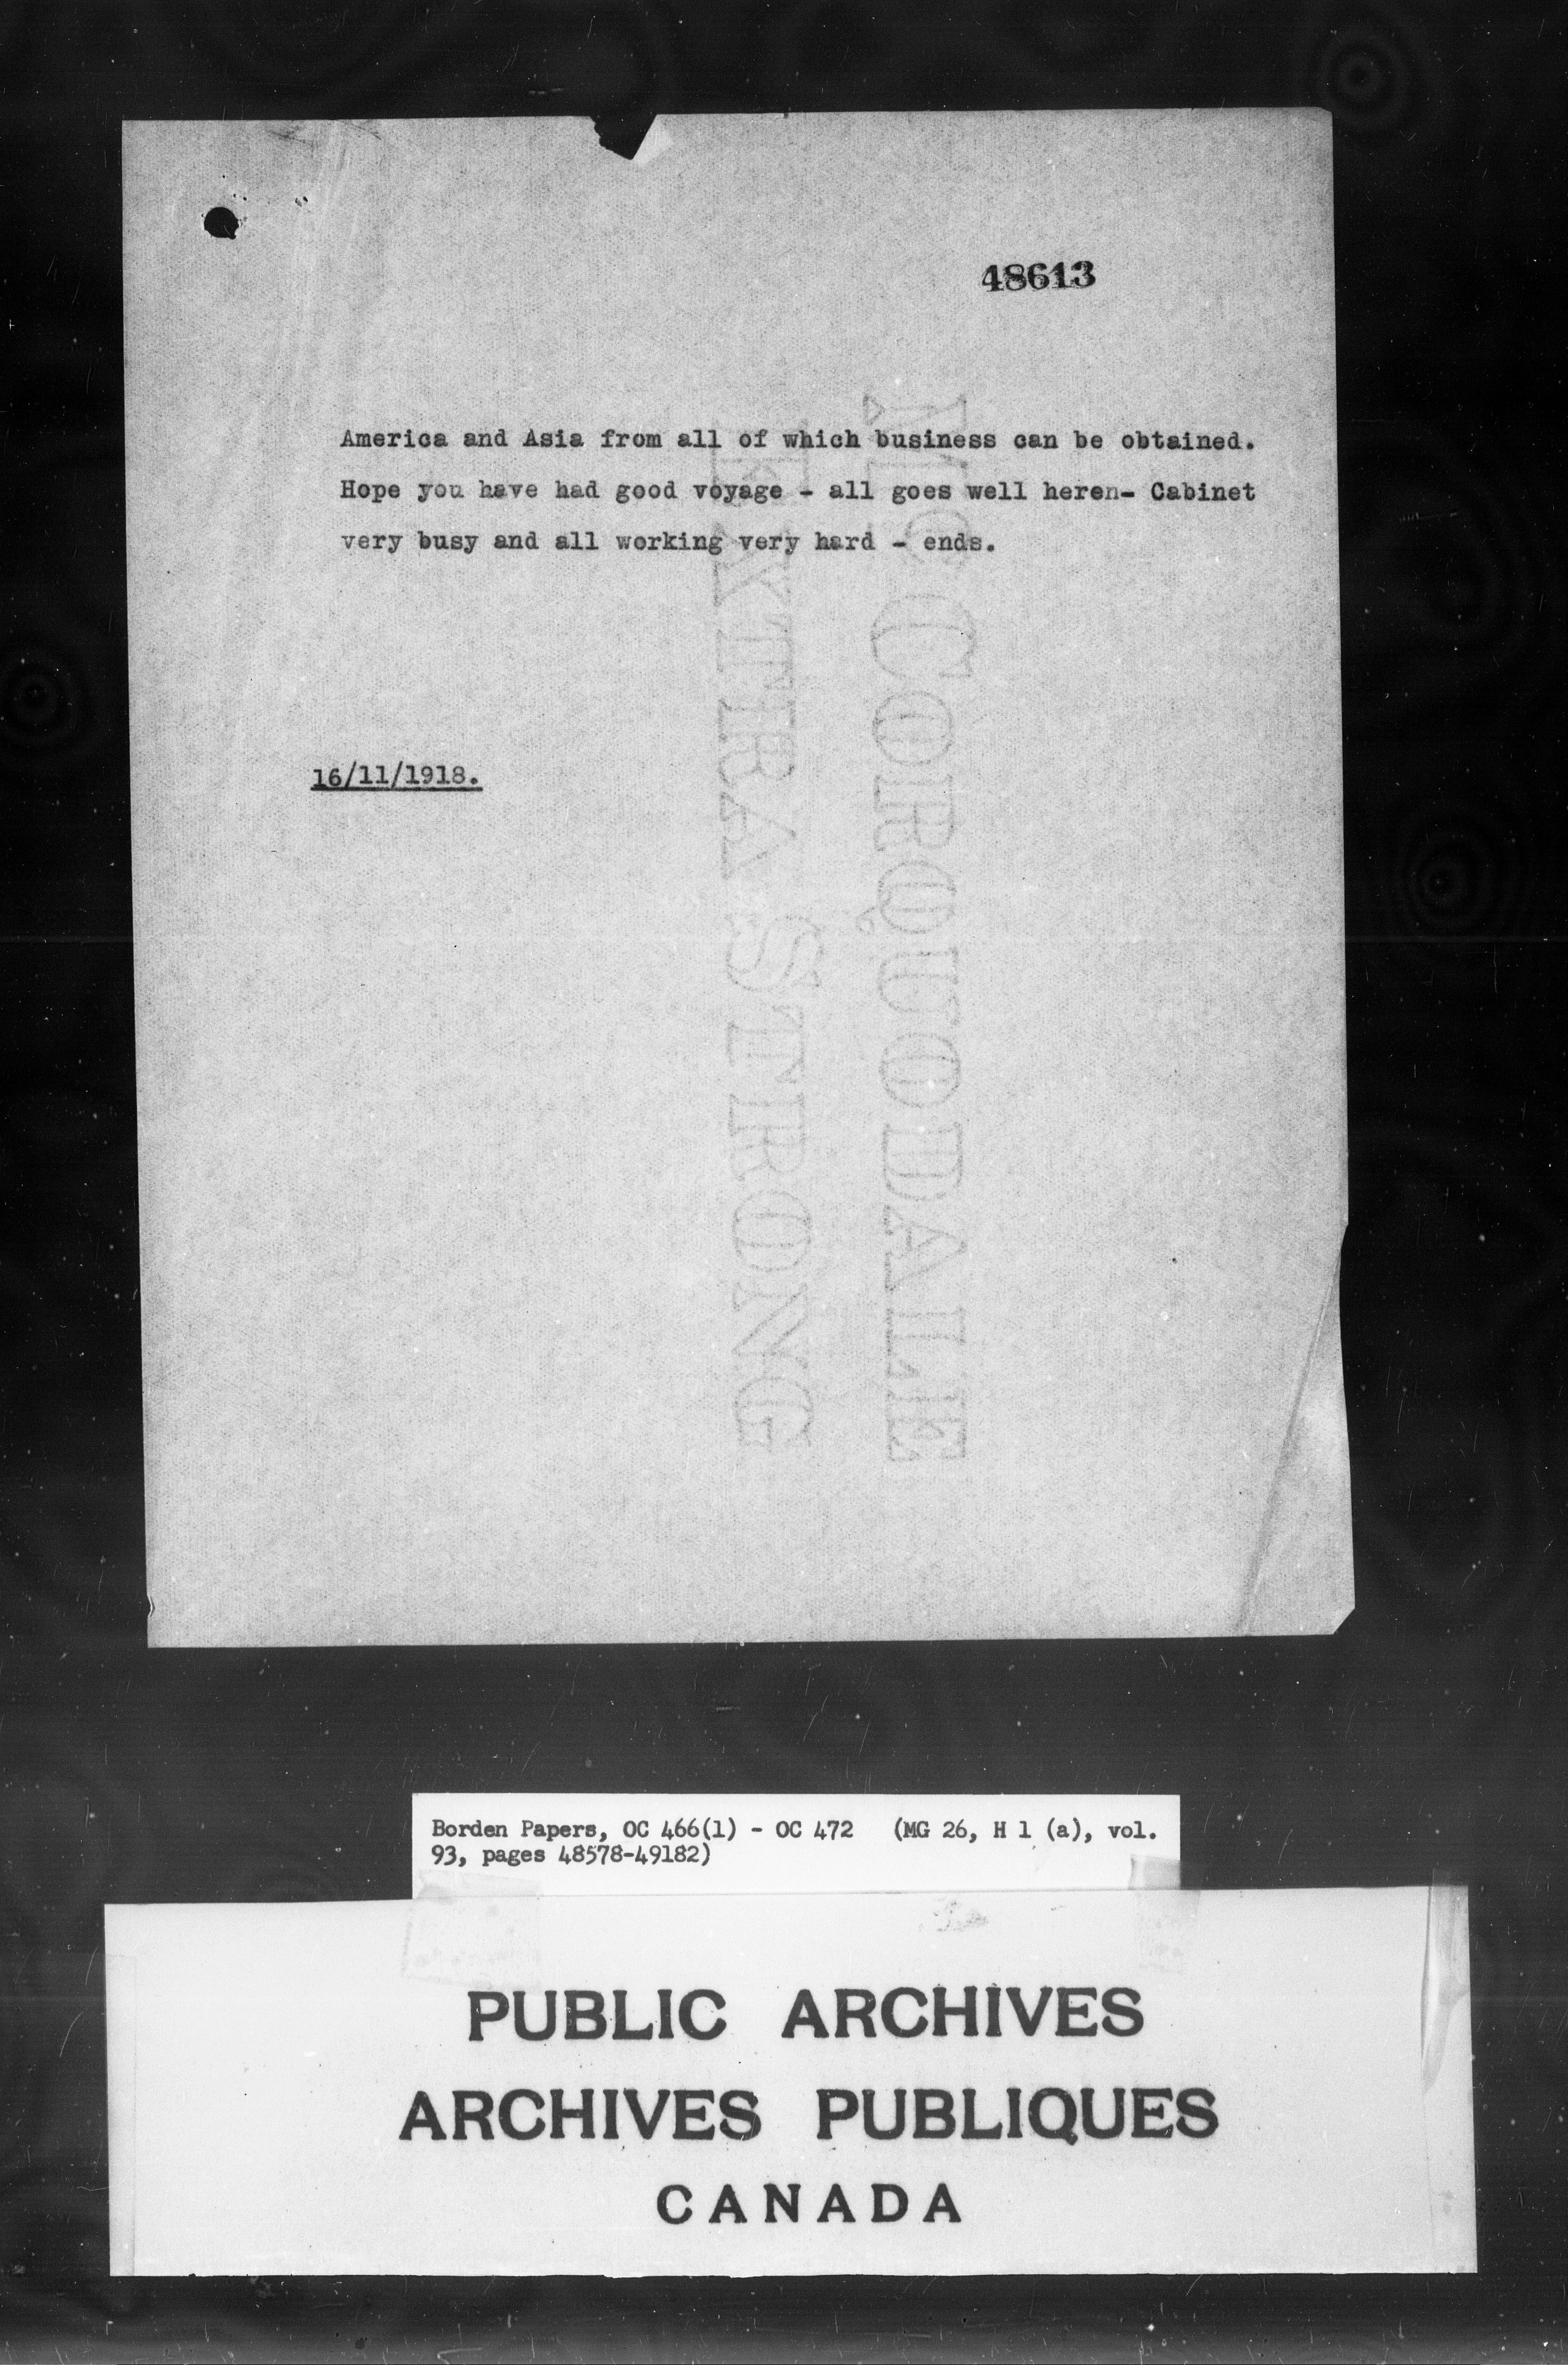 48613
America and Asia from all of which business can be obtained.
Hope you have had good voyage - all goes well heren- Cabinet
very busy and all working very hard - ends.
16/11/1918.
EXTRA STRONG
McCORQUODALE
Borden Papers, OC 466(1) - OC 472 (MG 26, H 1 (a), vol.
93, pages 48578-49182)
PUBLIC ARCHIVES
ARCHIVES PUBLIQUES
CANADA